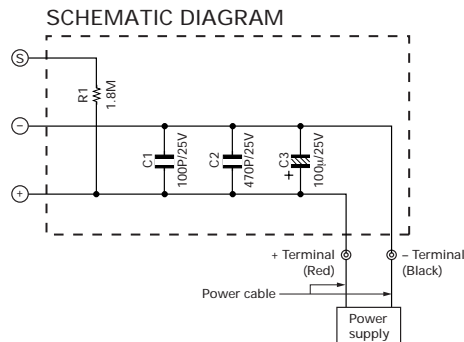 SCHEMATIC DIAGRAM
S
R1
1.8M
−
C1
100P/25V
C2
470P/25V
C3
100µ/25V
+
+
+ Terminal
(Red)
− Terminal
(Black)
Power cable
Power
supply